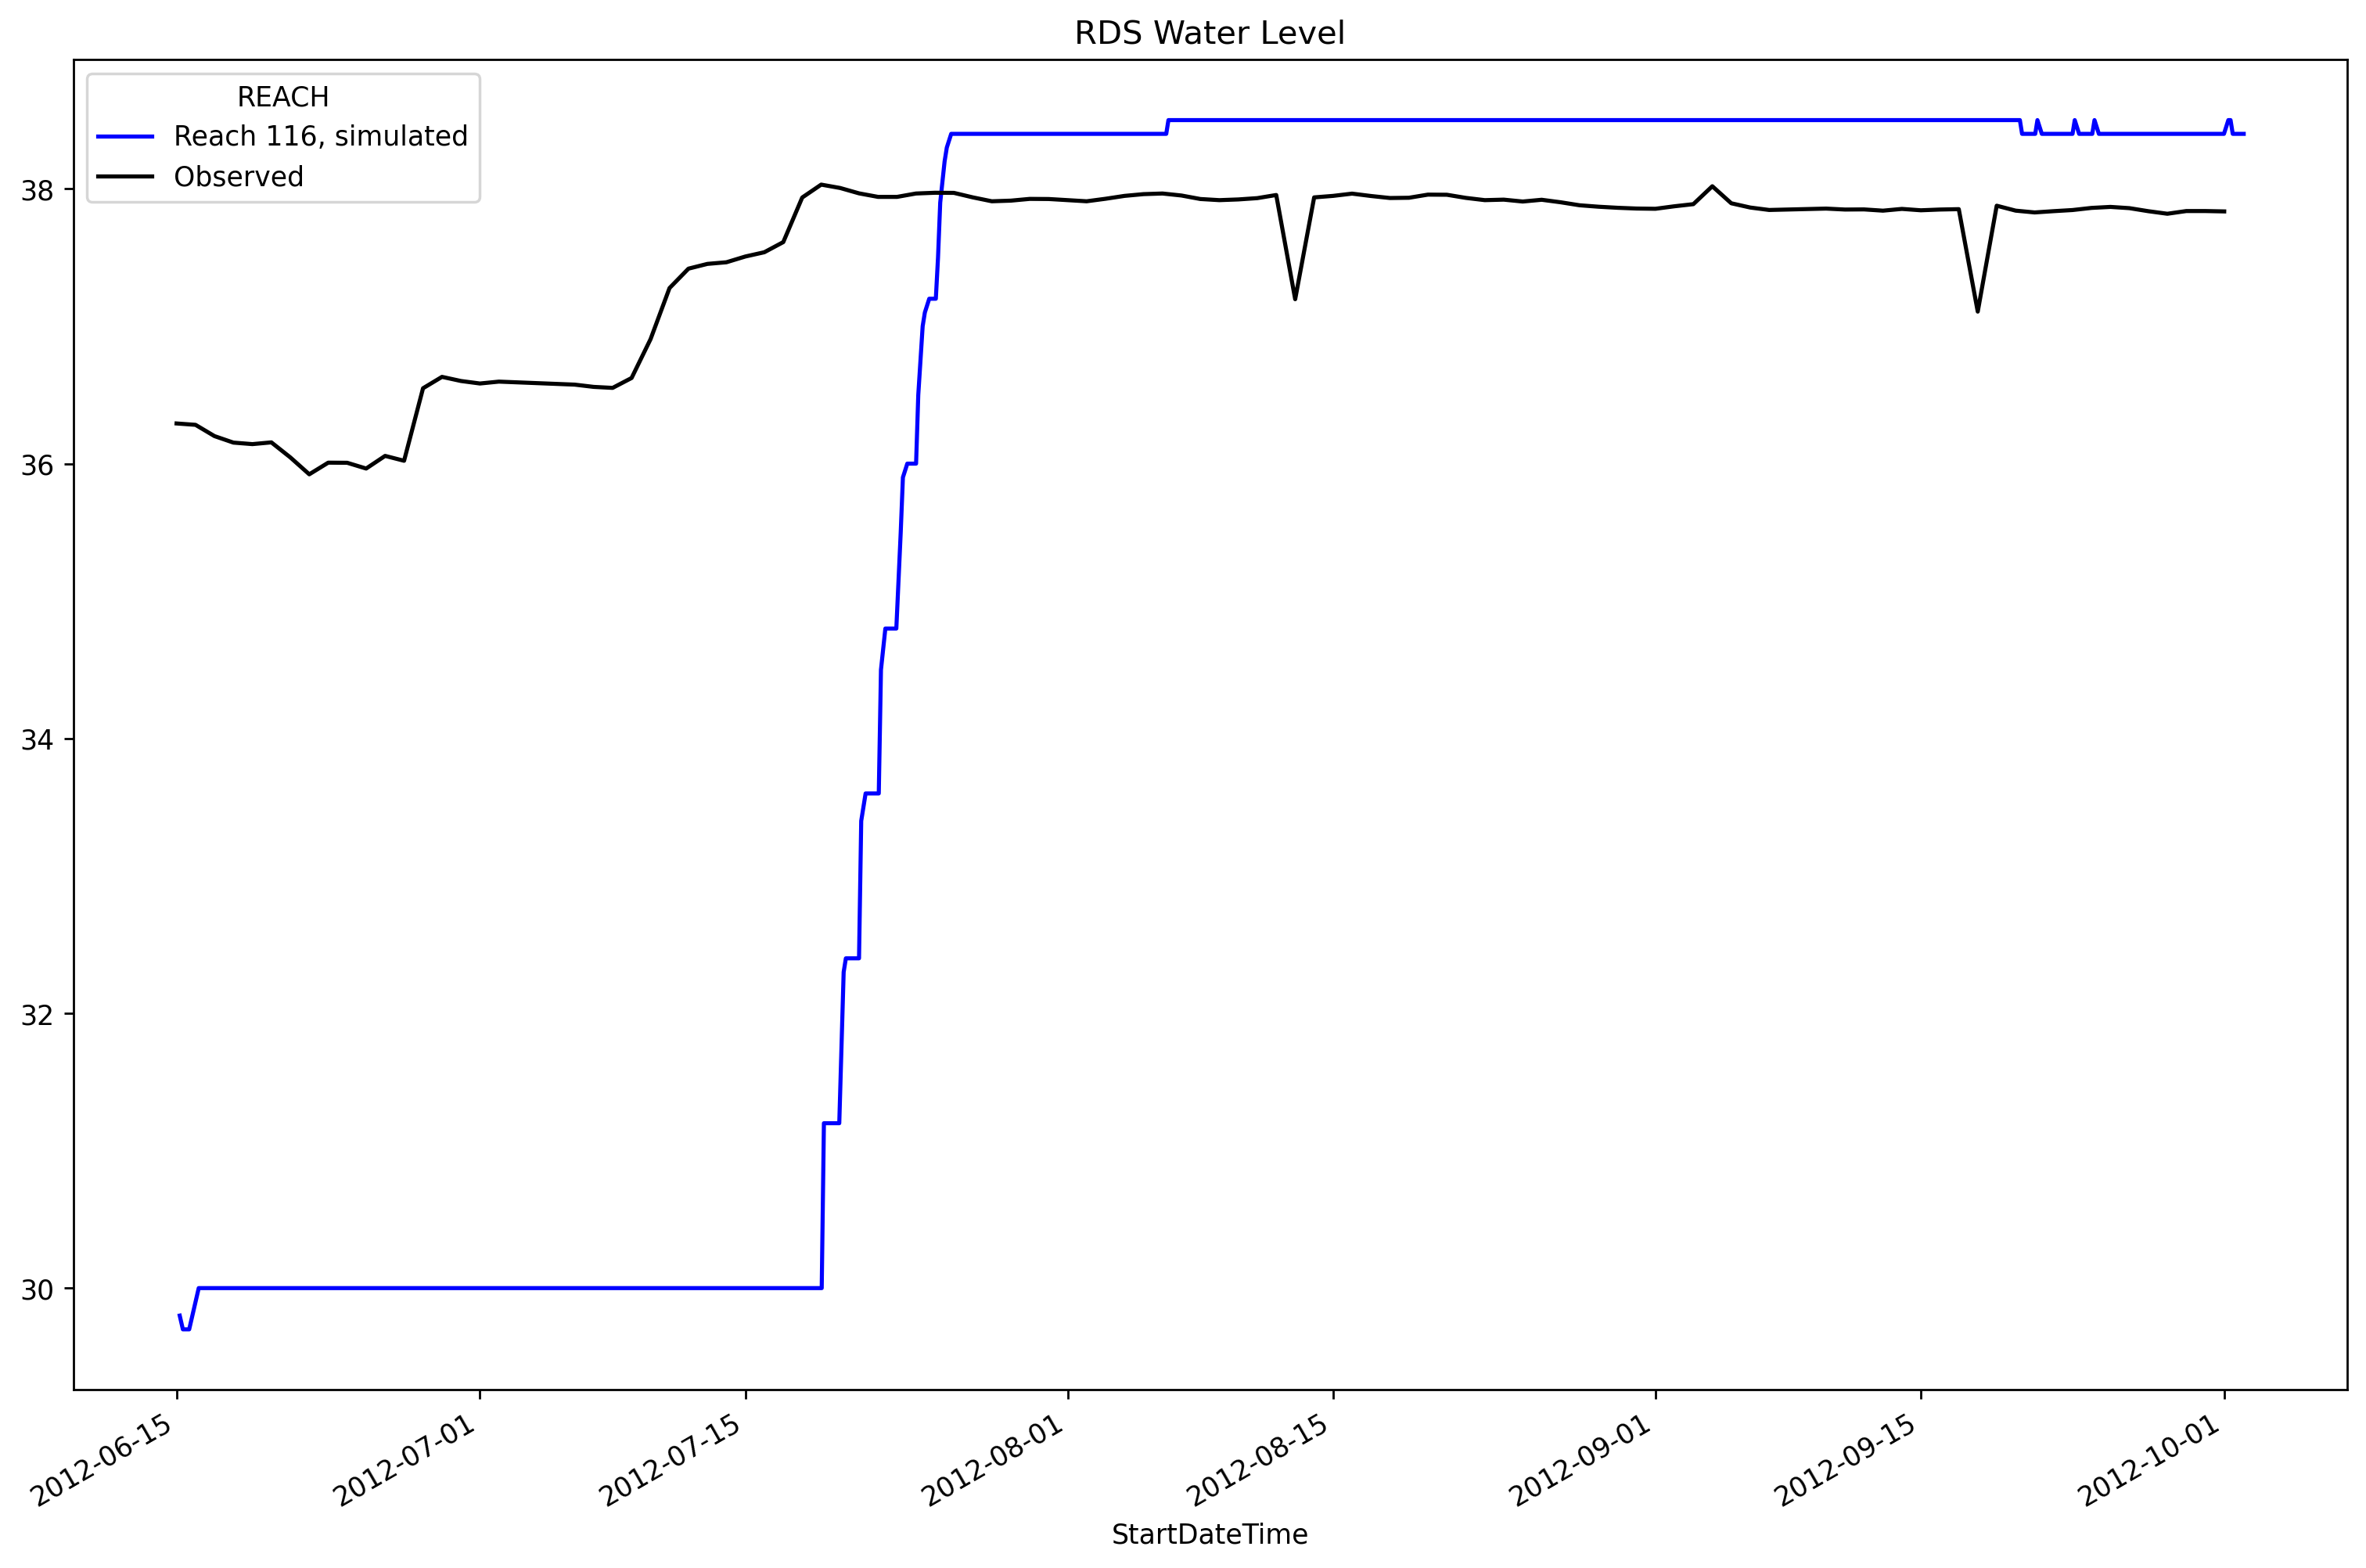 RDS Water Level
REACH
Reach 116, simulated
Observed
38
36
34
32
30
2012-06-15
2012-07-01
2012-07-15
2012-08-01
2012-08-15
2012-09-01
2012-09-15
2012-10-01
StartDateTime